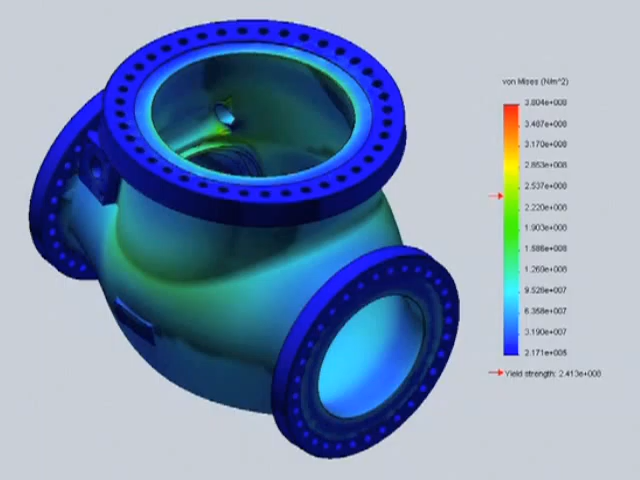 von Mises (N/m^2)
3.804e+008
3.487e+008
3.170e+008
2.853e+008
2.537e+008
2.220e+008
1.903e+008
1.586e+008
1.269e+008
9.526e+007
6.358e+007
3.190e+007
2.171e+005
Yield strength: 2.413e+008